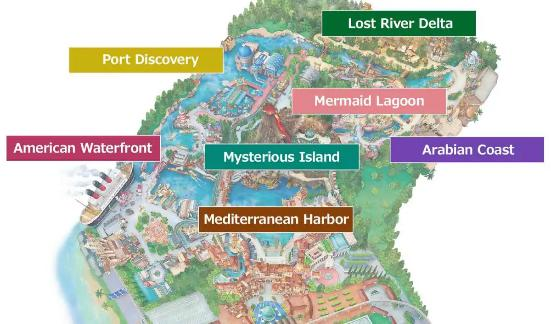 Lost River Delta
Port Discovery
Mermaid Lagoon
American Waterfront
Mysterious Island
Arabian Coast
Mediterranean Harbor